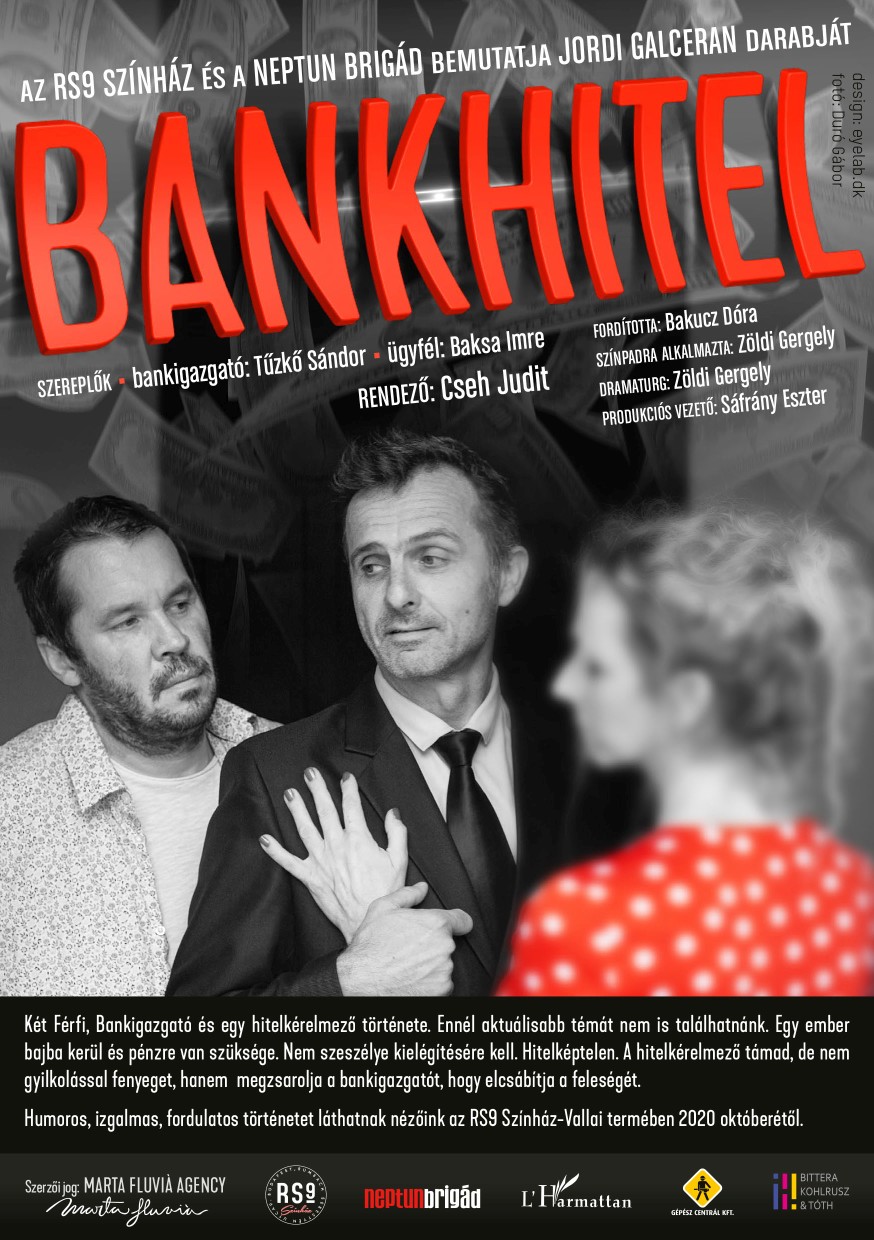 AZ RS9 SZÍNHÁZ ÉS A NEPTUN BRIGÁD BEMUTATJA JORDI GALCERAN DARABJÁT
BANKHITEL
design: eyelab.dk
fotó: Duró Gábor
SZEREPLŐK ▪ bankigazgató: Tűzkő Sándor ▪ ügyfél: Baksa Imre
RENDEZŐ: Cseh Judit
FORDÍTOTTA: Bakucz Dóra
SZÍNPADRA ALKALMAZTA: Zöldi Gergely
DRAMATURG: Zöldi Gergely
PRODUKCIÓS VEZETŐ: Sáfrány Eszter
Két Férfi, Bankigazgató és egy hitelkérelmező története. Ennél aktuálisabb témát nem is találhatnánk. Egy ember
bajba kerül és pénzre van szüksége. Nem szeszélye kielégítésére kell. Hitelképtelen. A hitelkérelmező támad, de nem
gyilkolással fenyeget, hanem megzsarolja a bankigazgatót, hogy elcsábítja a feleségét.
Humoros, izgalmas, fordulatos történetet láthatnak nézőink az RS9 Színház-Vallai termében 2020 októberétől.
Szerzői jog: MARTA FLUVIÀ AGENCY
Marta fluvià
RS9
Színház
neptunbrigád
L'Harmattan
GÉPÉSZ CENTRÁL KFT.
BITTERA
KOHLRUSZ
& TÓTH